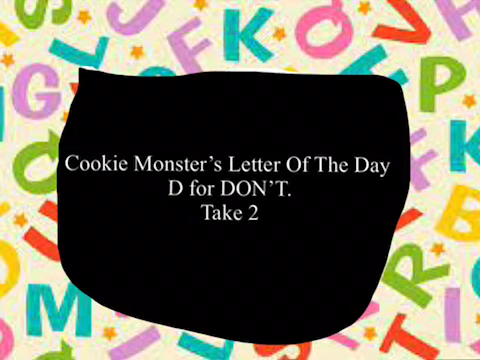 Cookie Monster’s Letter Of The Day
D for DON’T.
Take 2